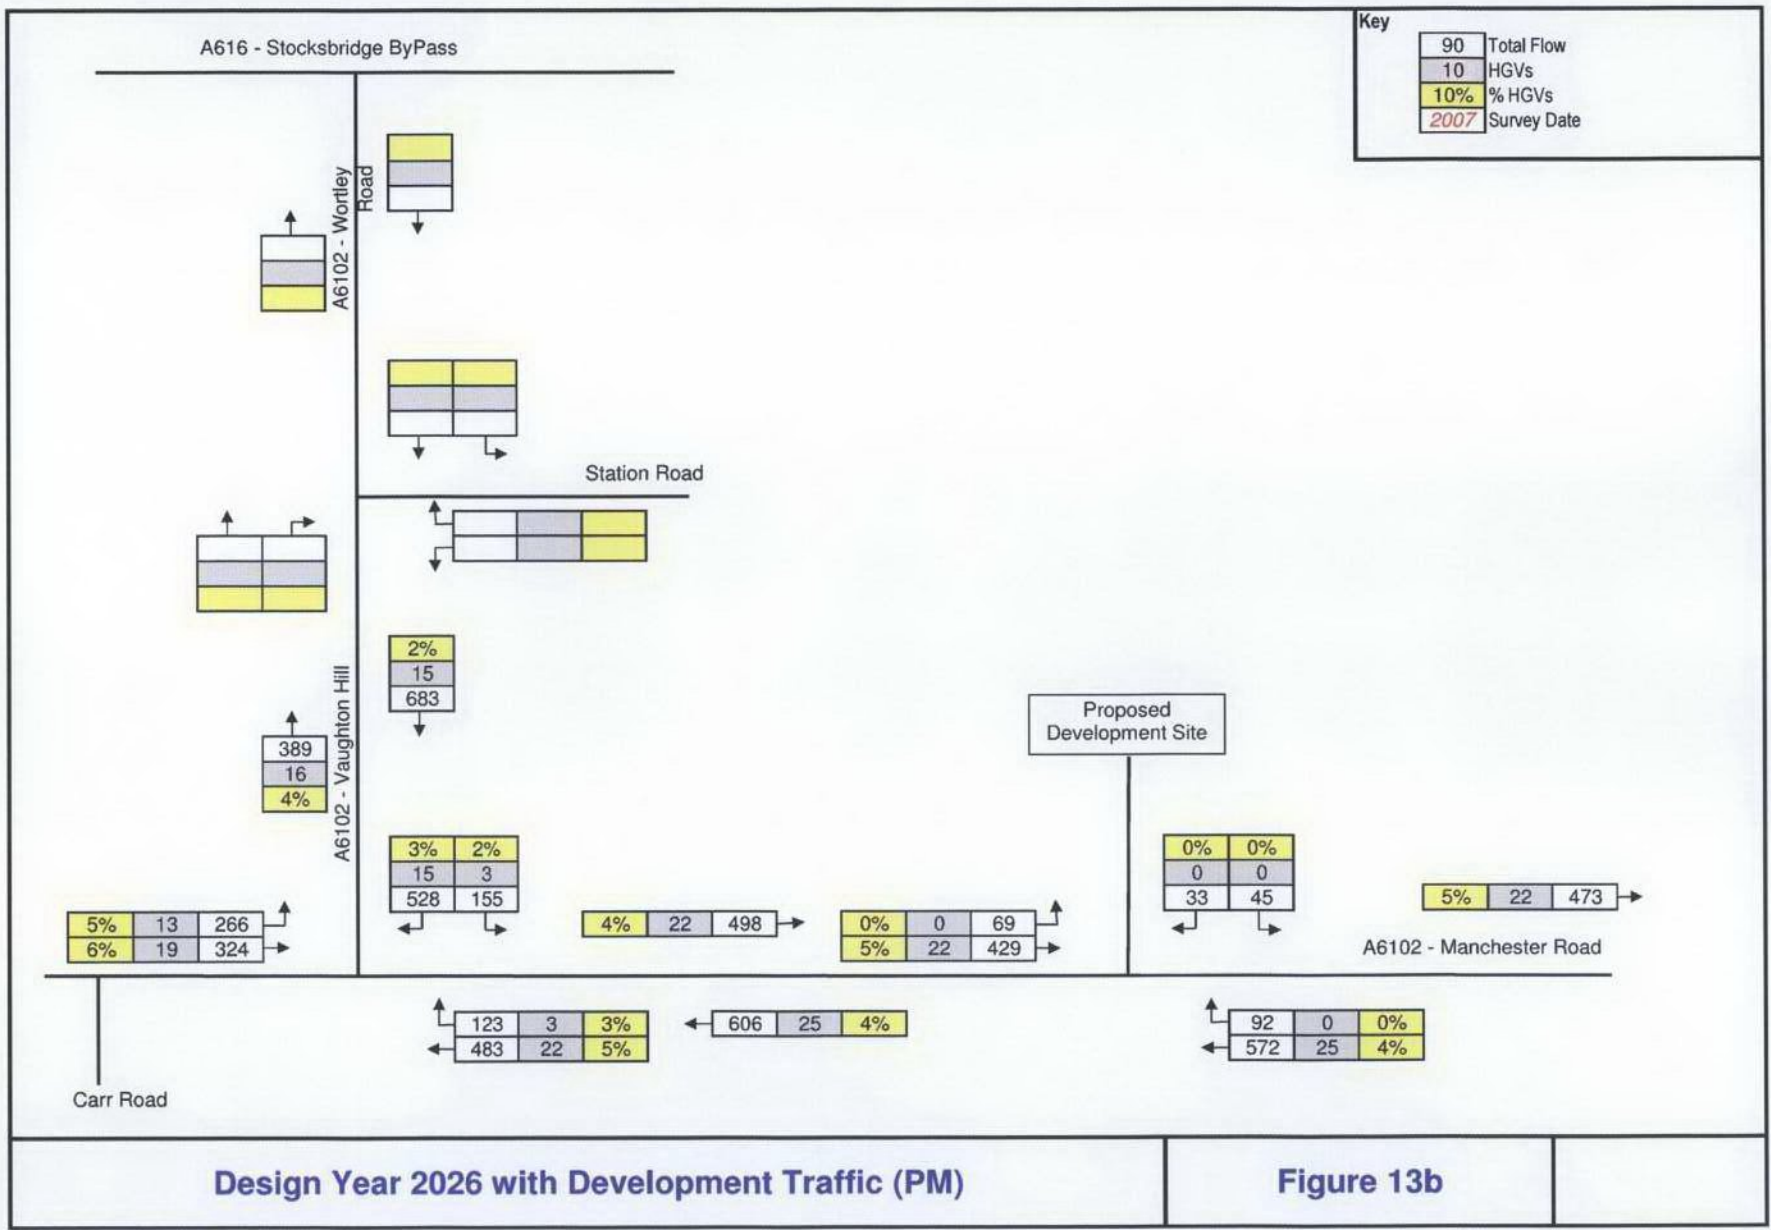 Key
90 Total Flow
10 HGVs
10% % HGVs
2007 Survey Date
A616 - Stocksbridge ByPass
A6102 - Wortley
Road
Station Road
2%
15
683
A6102 - Vaughton Hill
389
16
4%
Proposed
Development Site
3% 2%
15 3
528 155
0% 0%
0 0
33 45
5% 13 266
6% 19 324
4% 22 498
0% 0 69
5% 22 429
5% 22 473
A6102 - Manchester Road
123 3 3%
483 22 5%
606 25 4%
92 0 0%
572 25 4%
Carr Road
Design Year 2026 with Development Traffic (PM)
Figure 13b